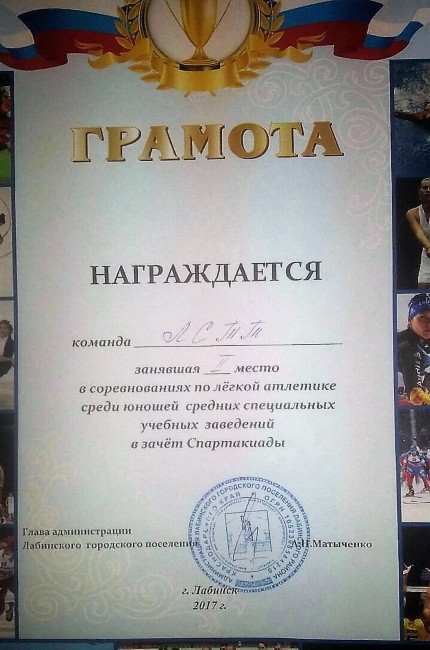 ГРАМОТА
НАГРАЖДАЕТСЯ
команда ЛСТТ
занявшая II место
в соревнованиях по лёгкой атлетике
среди юношей средних специальных
учебных заведений
в зачёт Спартакиады
Глава администрации
Лабинского городского поселения А.Н.Матыченко
г. Лабинск
2017 г.